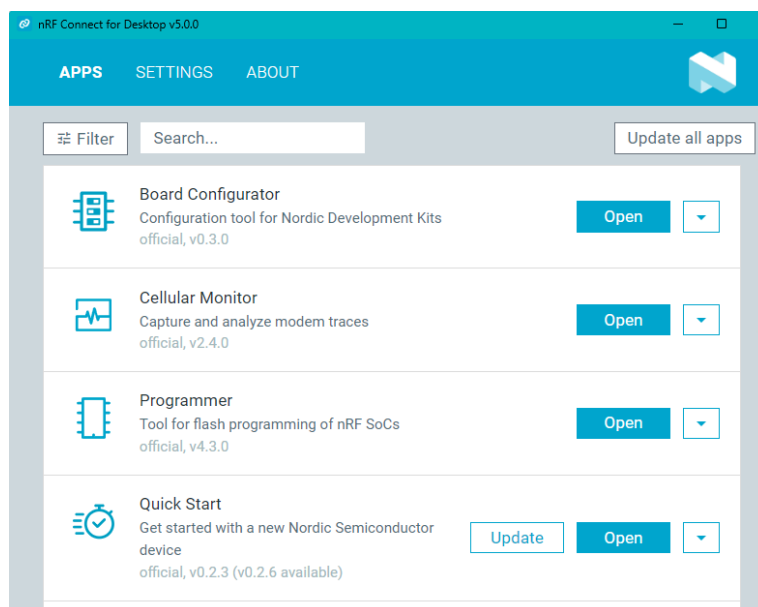 nRF Connect for Desktop v5.0.0
APPS SETTINGS ABOUT
Filter Search... Update all apps
Board Configurator
Configuration tool for Nordic Development Kits
official, v0.3.0
Open
Cellular Monitor
Capture and analyze modem traces
official, v2.4.0
Open
Programmer
Tool for flash programming of nRF SoCs
official, v4.3.0
Open
Quick Start
Get started with a new Nordic Semiconductor
device
official, v0.2.3 (v0.2.6 available)
Update Open